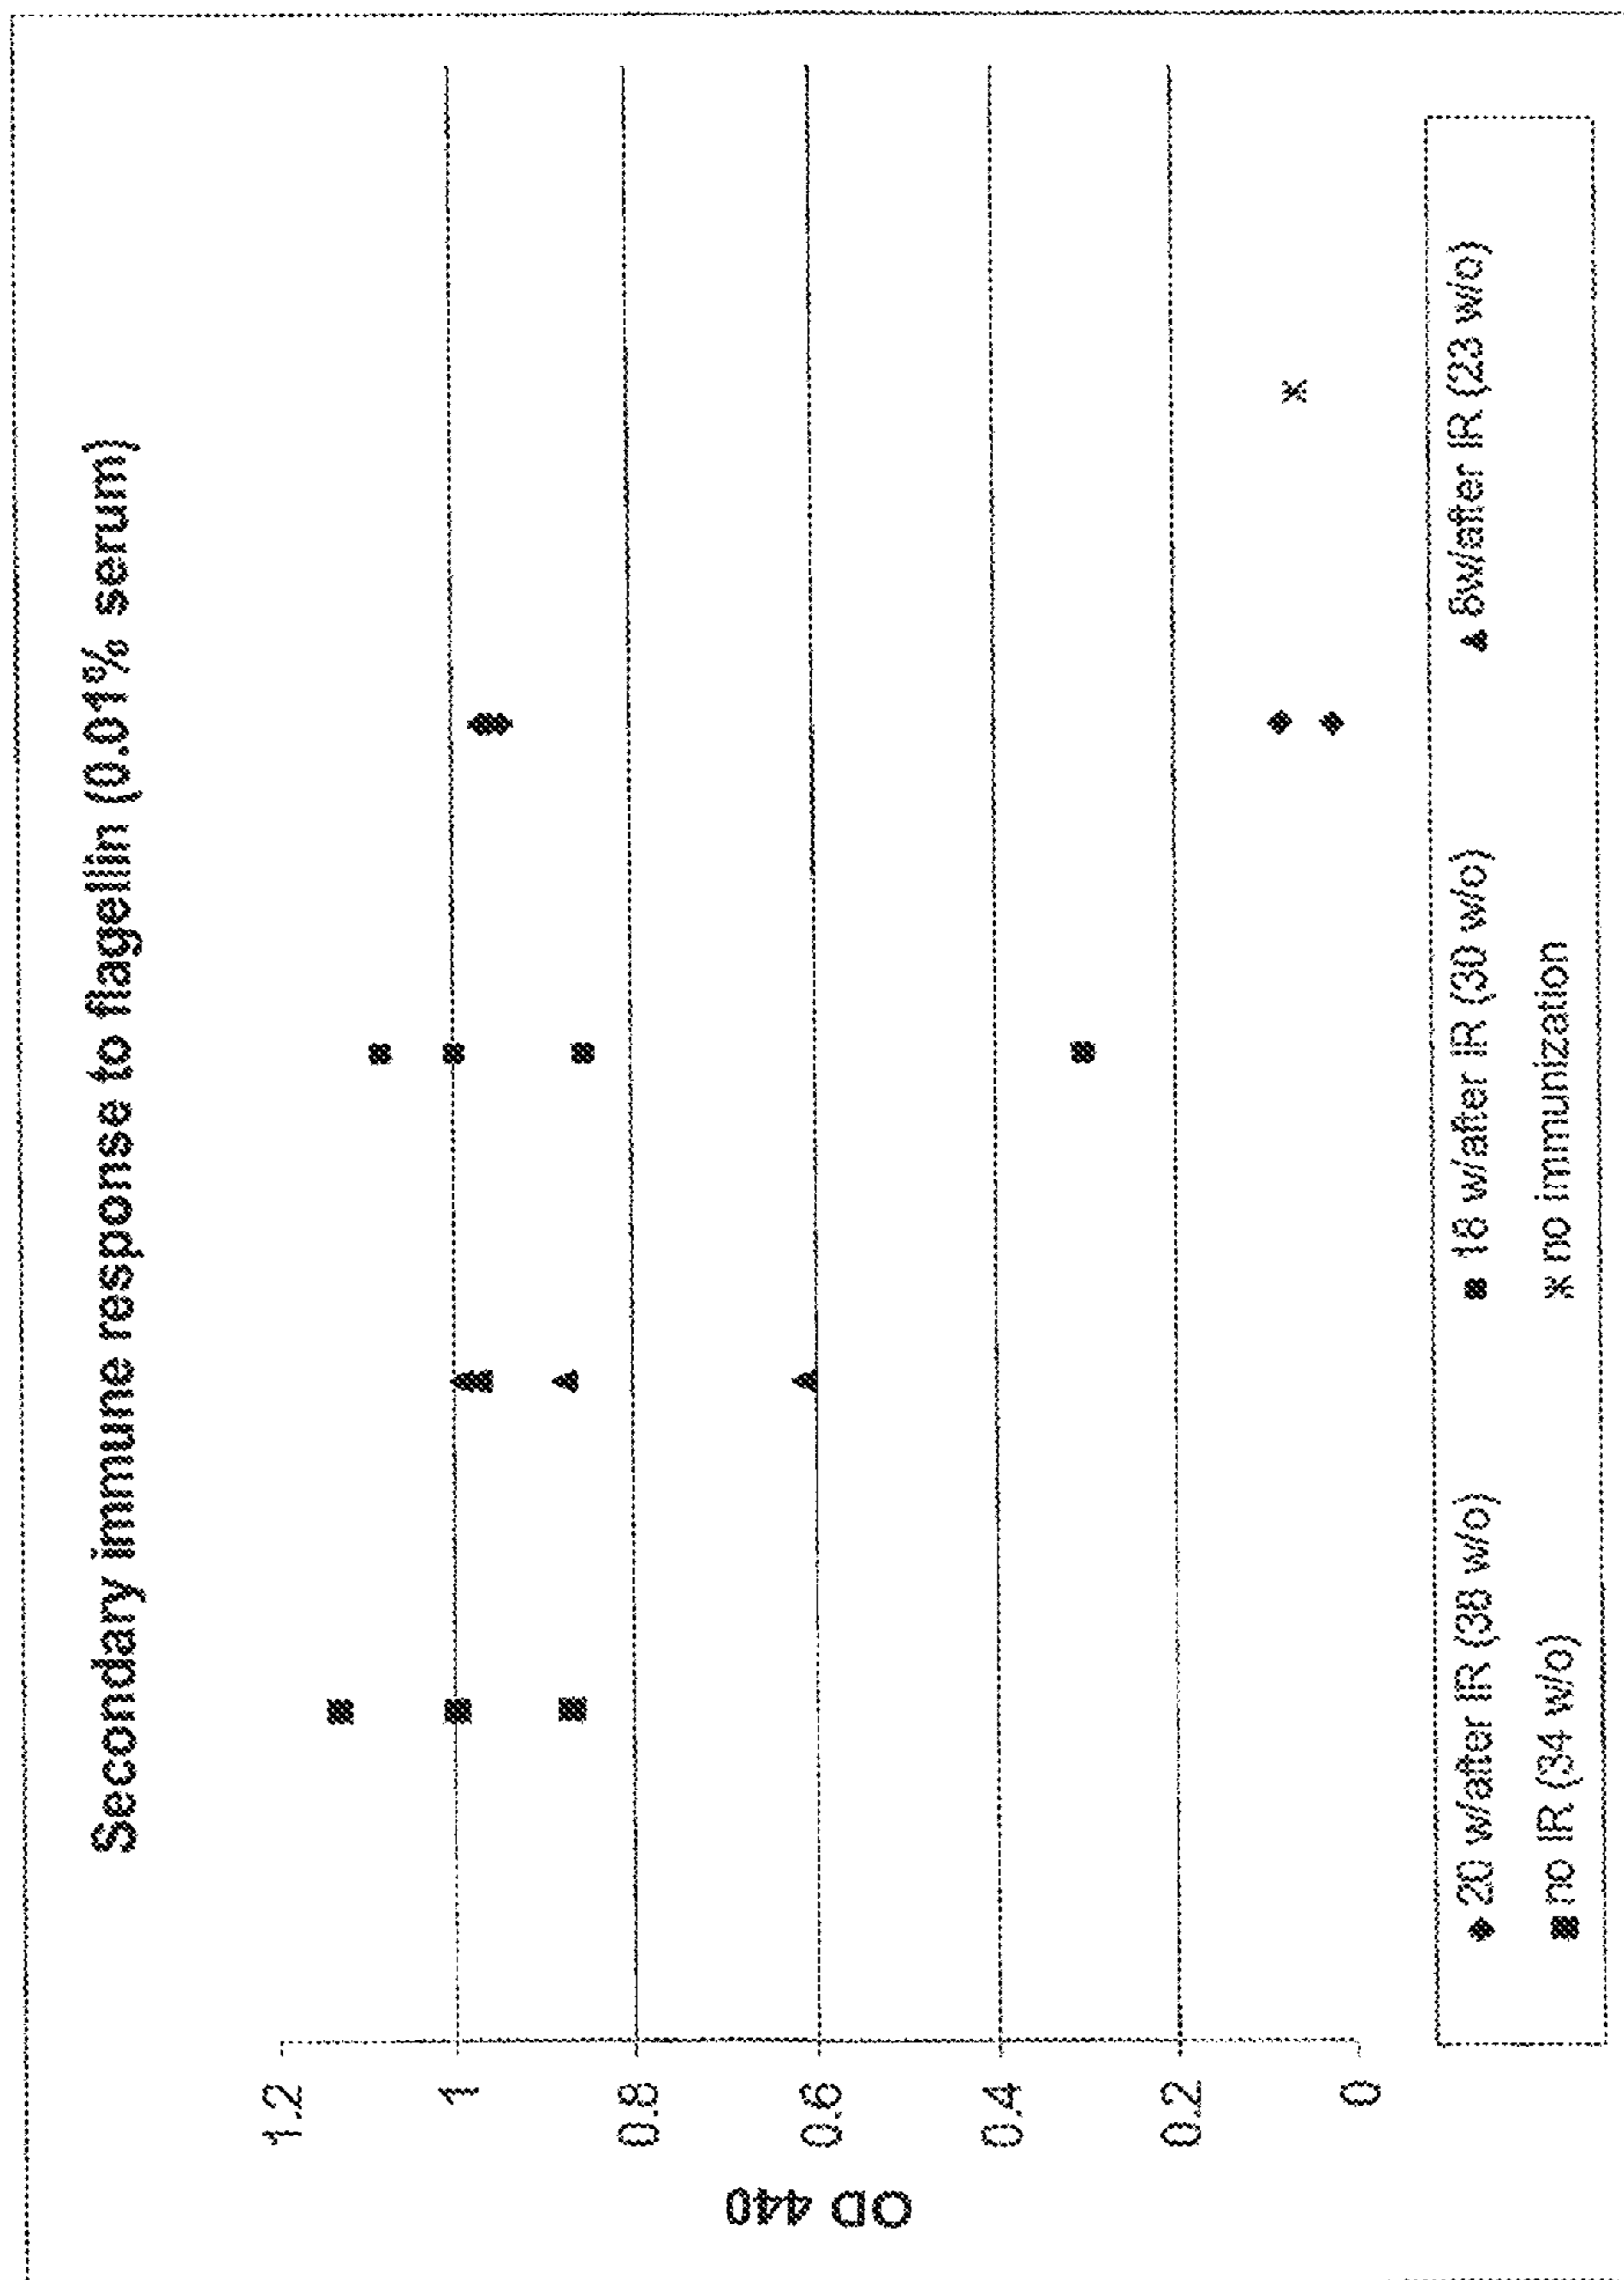 Secondary immune response to flagellin (0.01% serum)
OD 440
1.2
1
0.8
0.6
0.4
0.2
0
20 w/after IR (38 w/o)
18 w/after IR (30 w/o)
8w/after IR (23 w/o)
no IR (34 w/o)
no immunization